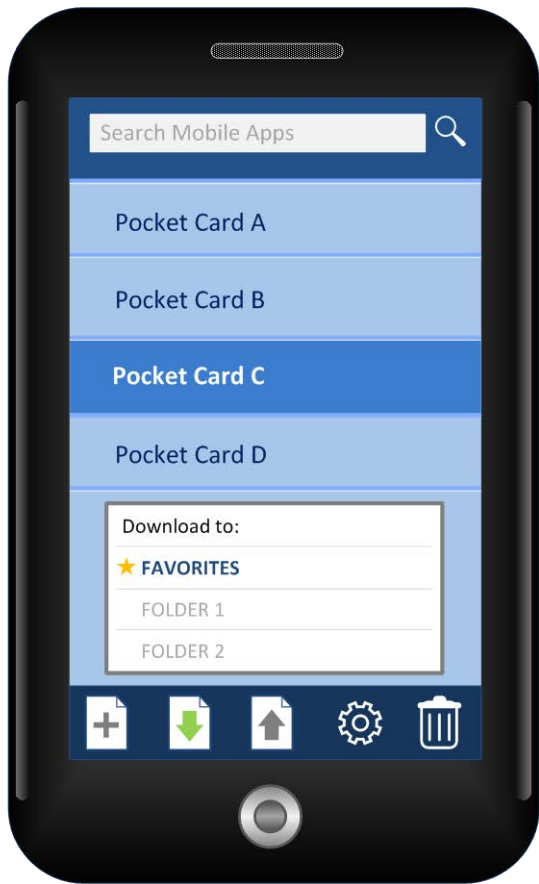 Search Mobile Apps
Pocket Card A
Pocket Card B
Pocket Card C
Pocket Card D
Download to:
FAVORITES
FOLDER 1
FOLDER 2